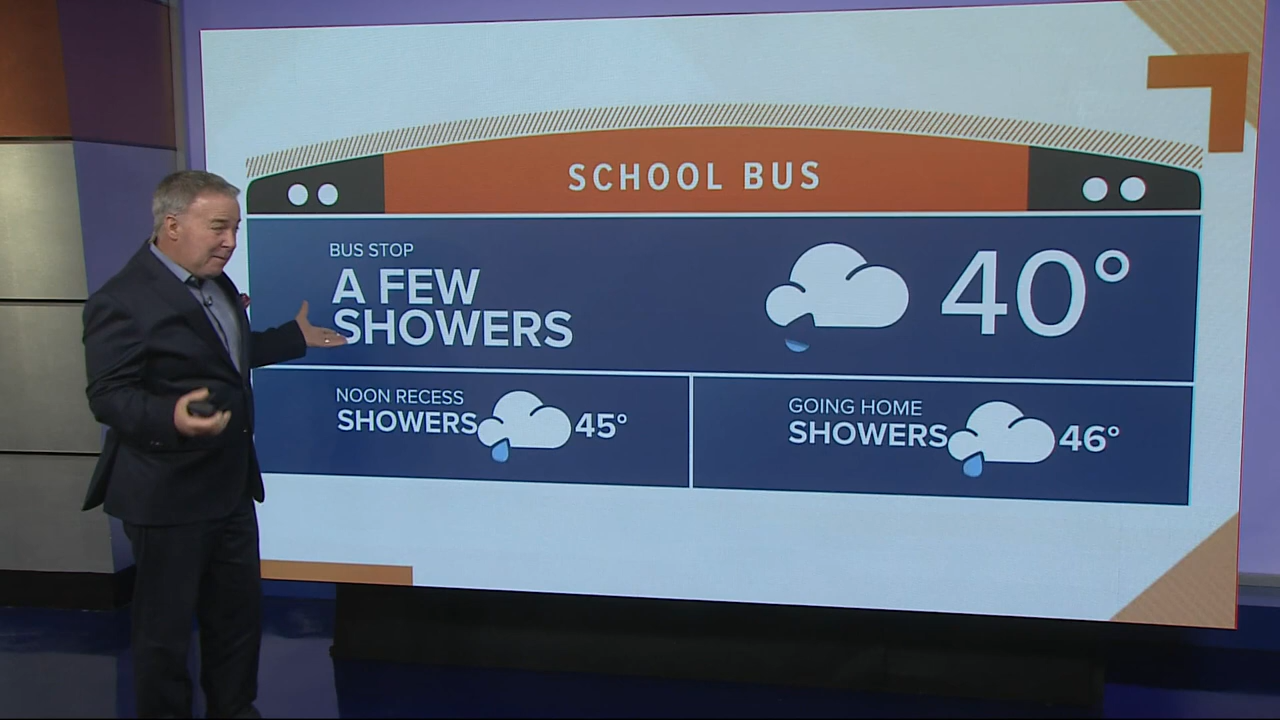 SCHOOL BUS
BUS STOP
A FEW
SHOWERS
40°
NOON RECESS
SHOWERS 45°
GOING HOME
SHOWERS 46°